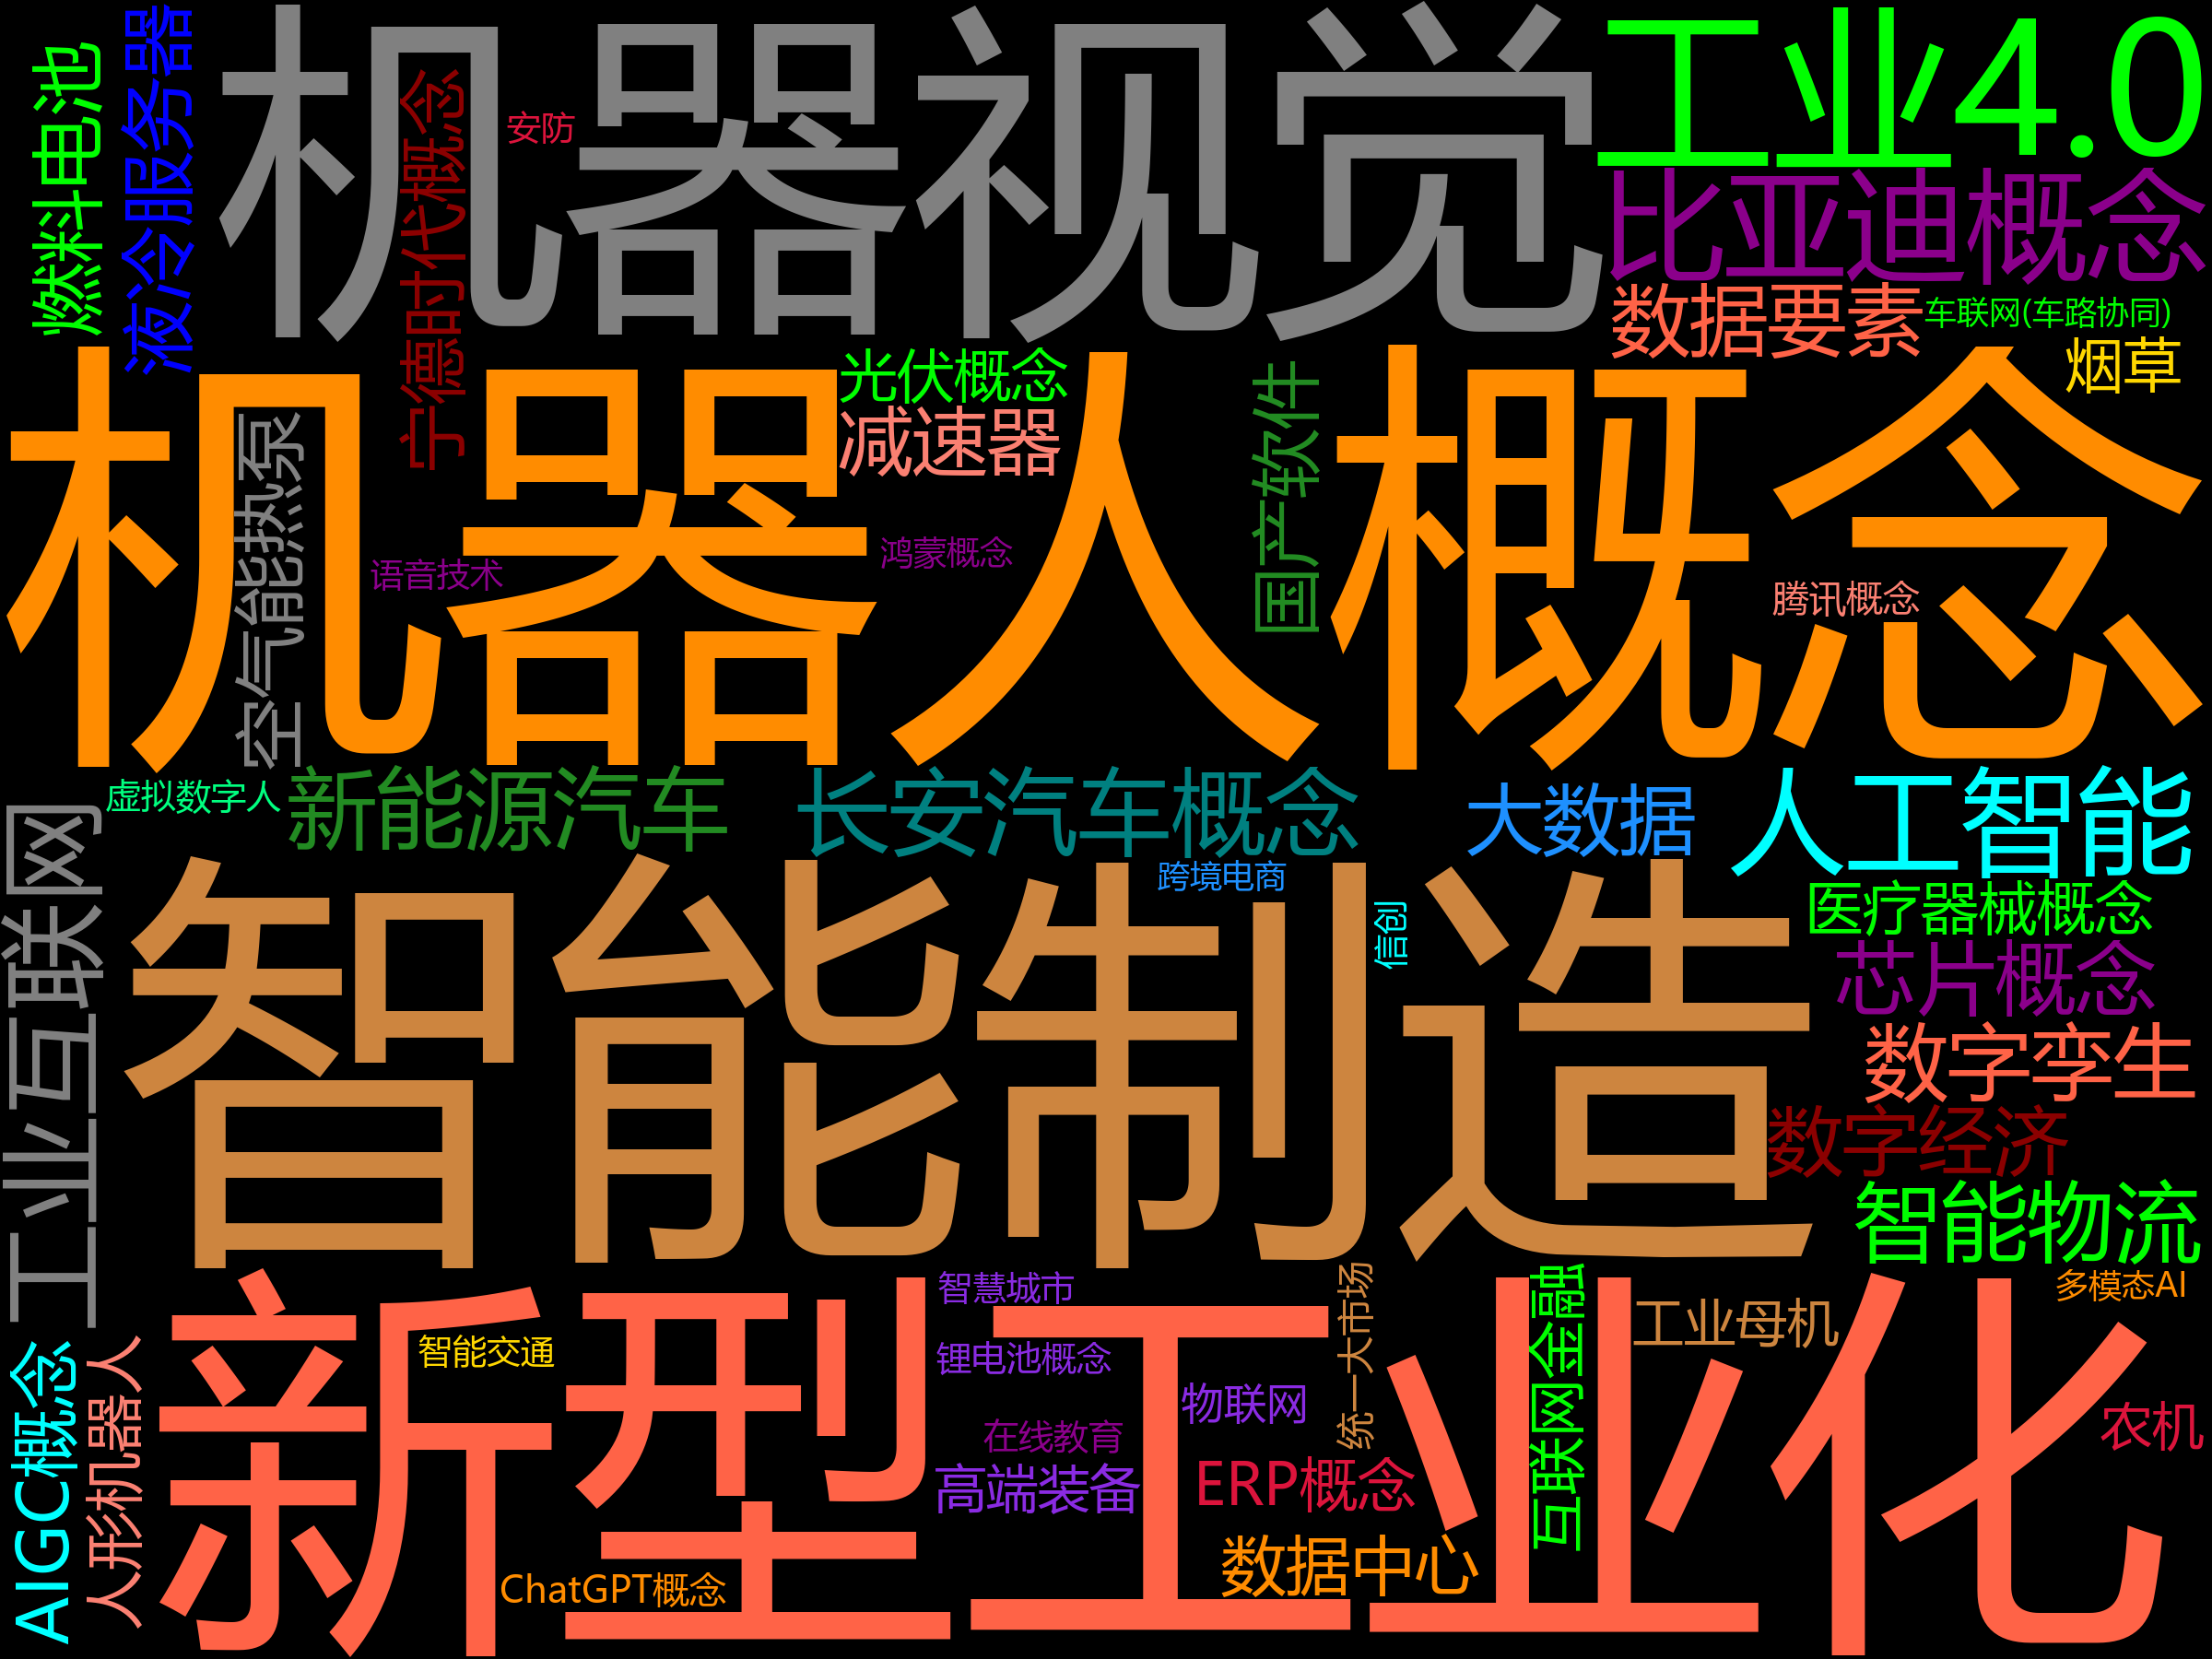 机器视觉
工业4.0
燃料电池
液冷服务器
宁德时代概念
安防
比亚迪概念
数据要素
车联网(车路协同)
烟草
光伏概念
减速器
国产软件
机器人概念
空气能热泵
语音技术
鸿蒙概念
腾讯概念
虚拟数字人
新能源汽车
长安汽车概念
大数据
人工智能
跨境电商
信创
医疗器械概念
芯片概念
工业互联网
智能制造
数字孪生
数字经济
智能物流
智慧城市
多模态AI
统一大市场
互联网金融
工业母机
智能交通
锂电池概念
物联网
农机
新型工业化
AIGC概念
人形机器人
在线教育
高端装备
ERP概念
数据中心
ChatGPT概念